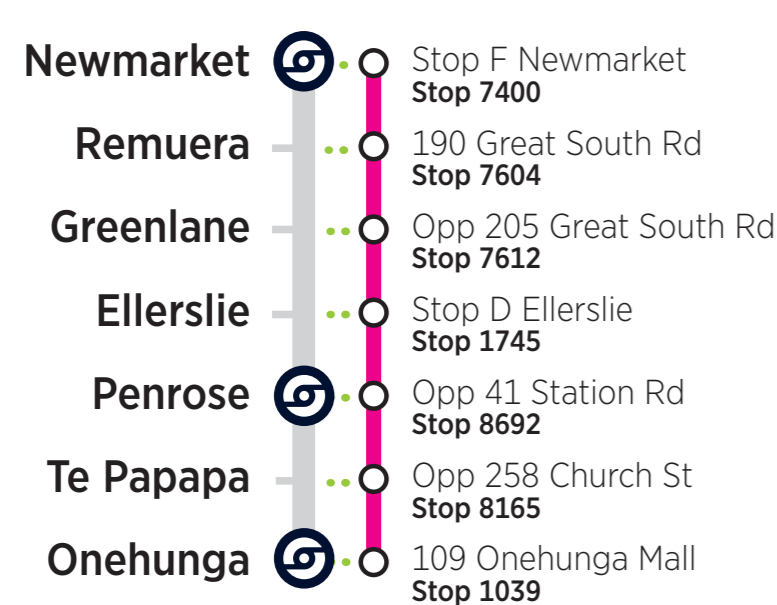 Newmarket
Stop F Newmarket
Stop 7400
Remuera
190 Great South Rd
Stop 7604
Greenlane
Opp 205 Great South Rd
Stop 7612
Ellerslie
Stop D Ellerslie
Stop 1745
Penrose
Opp 41 Station Rd
Stop 8692
Te Papapa
Opp 258 Church St
Stop 8165
Onehunga
109 Onehunga Mall
Stop 1039